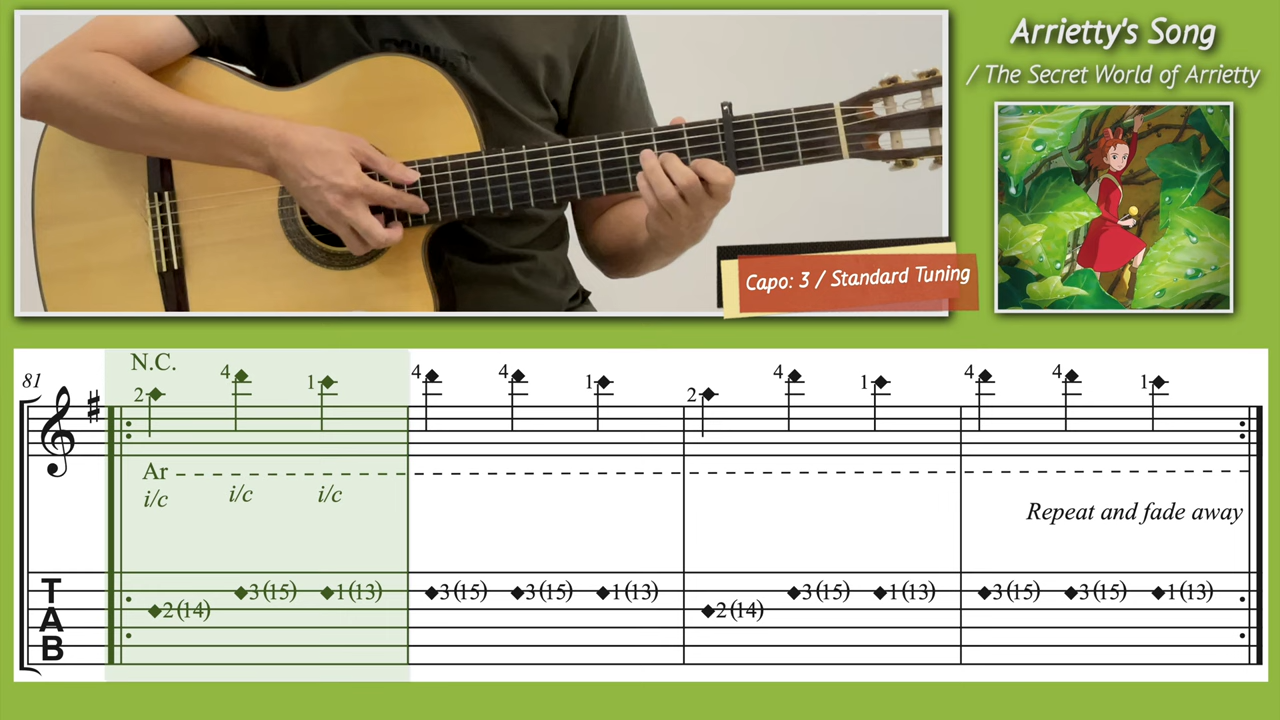 Arrietty's Song
/ The Secret World of Arrietty
Capo: 3 / Standard Tuning
81
N.C.
2 4 1 4 4 1 2 4 1 4 4 1
Ar
i/c i/c i/c
Repeat and fade away
T
A
B
3(15) 1(13) 3(15) 3(15) 1(13) 3(15) 1(13) 3(15) 3(15) 1(13)
2(14) 2(14)